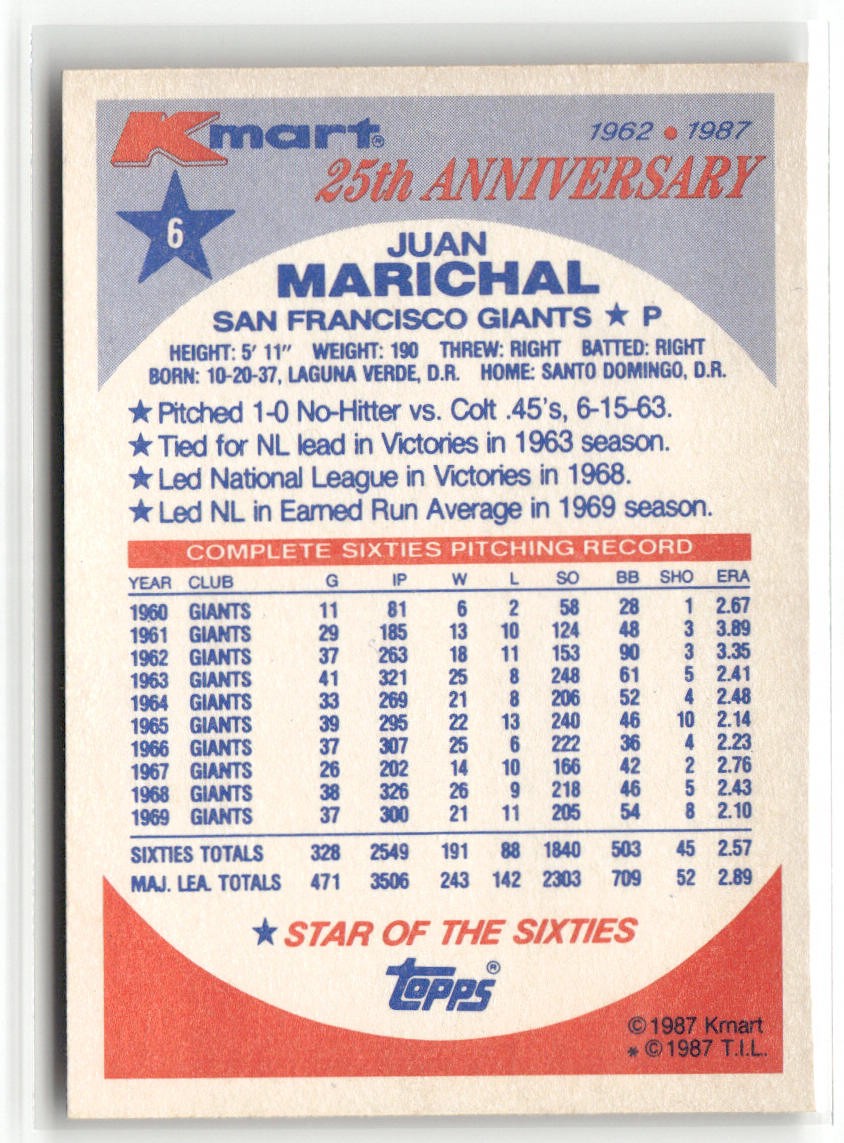 Kmart® 1962 • 1987
25th ANNIVERSARY
6
JUAN
MARICHAL
SAN FRANCISCO GIANTS ★ P
HEIGHT: 5' 11" WEIGHT: 190 THREW: RIGHT BATTED: RIGHT
BORN: 10-20-37, LAGUNA VERDE, D.R. HOME: SANTO DOMINGO, D.R.
★ Pitched 1-0 No-Hitter vs. Colt .45's, 6-15-63.
★ Tied for NL lead in Victories in 1963 season.
★ Led National League in Victories in 1968.
★ Led NL in Earned Run Average in 1969 season.
COMPLETE SIXTIES PITCHING RECORD
YEAR CLUB G IP W L SO BB SHO ERA
1960 GIANTS 11 81 6 2 58 28 1 2.67
1961 GIANTS 29 185 13 10 124 48 3 3.89
1962 GIANTS 37 263 18 11 153 90 3 3.35
1963 GIANTS 41 321 25 8 248 61 5 2.41
1964 GIANTS 33 269 21 8 206 52 4 2.48
1965 GIANTS 39 295 22 13 240 46 10 2.14
1966 GIANTS 37 307 25 6 222 36 4 2.23
1967 GIANTS 26 202 14 10 166 42 2 2.76
1968 GIANTS 38 326 26 9 218 46 5 2.43
1969 GIANTS 37 300 21 11 205 54 8 2.10
SIXTIES TOTALS 328 2549 191 88 1840 503 45 2.57
MAJ. LEA. TOTALS 471 3506 243 142 2303 709 52 2.89
★ STAR OF THE SIXTIES
topps®
© 1987 Kmart
* © 1987 T.I.L.